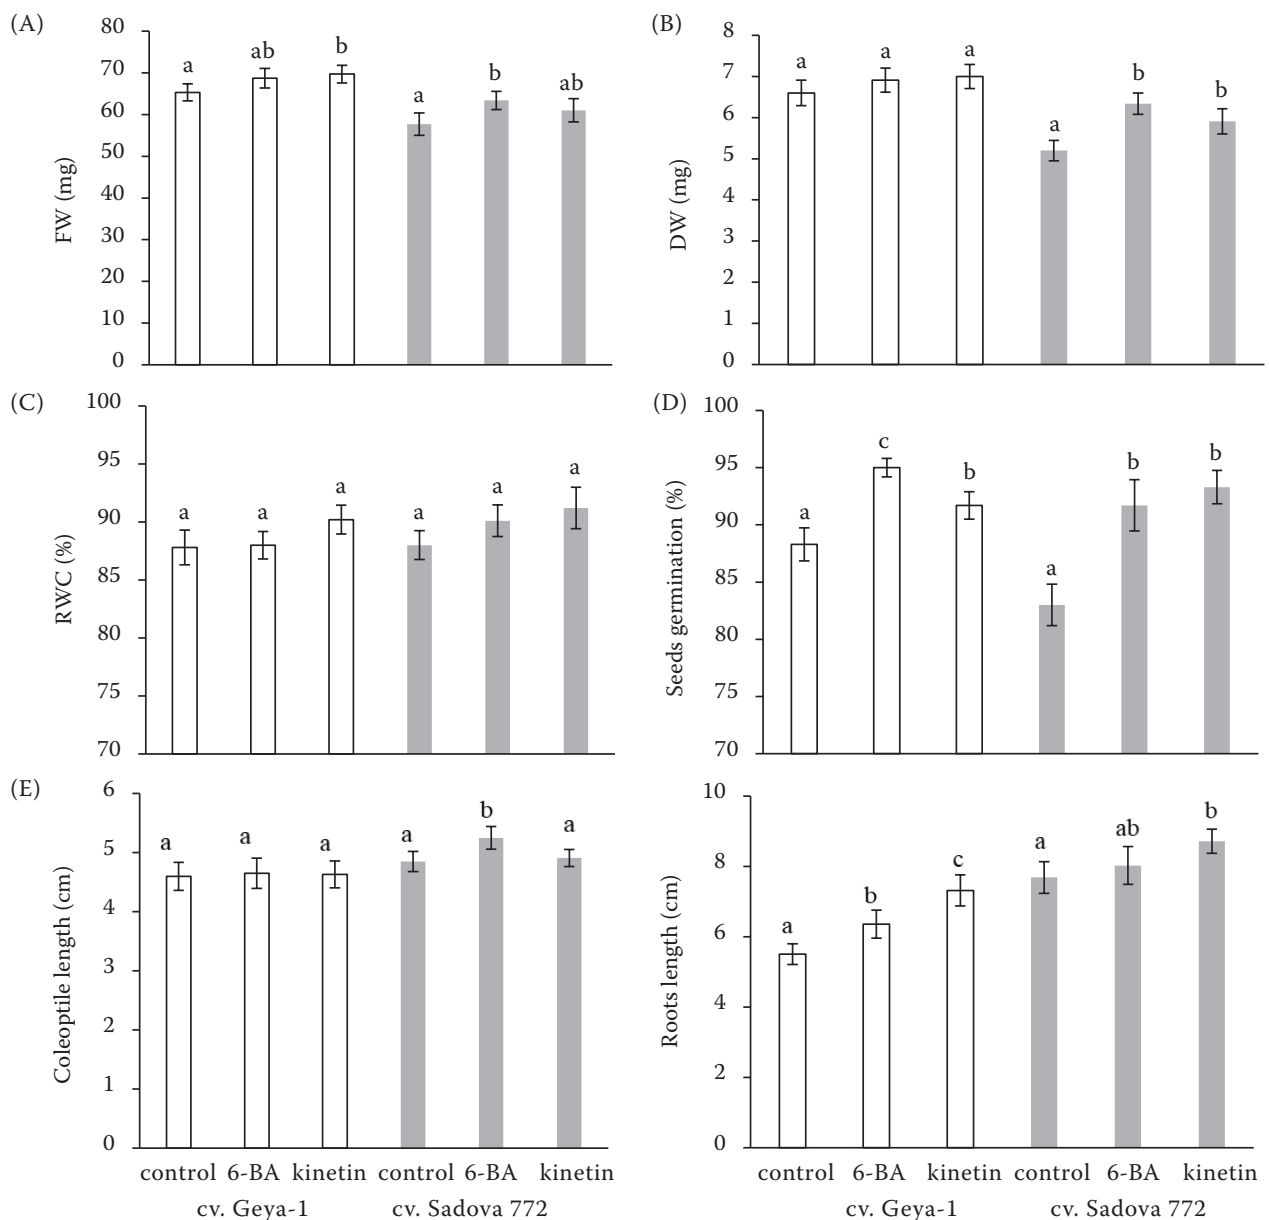 (A)
80
70
60
50
40
30
20
10
0
FW (mg)
a
ab
b
a
b
ab
(B)
8
7
6
5
4
3
2
1
0
DW (mg)
a
a
a
a
b
b
(C)
100
95
90
85
80
75
70
RWC (%)
a
a
a
a
a
a
(D)
100
95
90
85
80
75
70
Seeds germination (%)
a
c
b
a
b
b
(E)
6
5
4
3
2
1
0
Coleoptile length (cm)
a
a
a
a
b
a
control 6-BA kinetin control 6-BA kinetin
cv. Geya-1 cv. Sadova 772
10
8
6
4
2
0
Roots length (cm)
a
b
c
a
ab
b
control 6-BA kinetin control 6-BA kinetin
cv. Geya-1 cv. Sadova 772